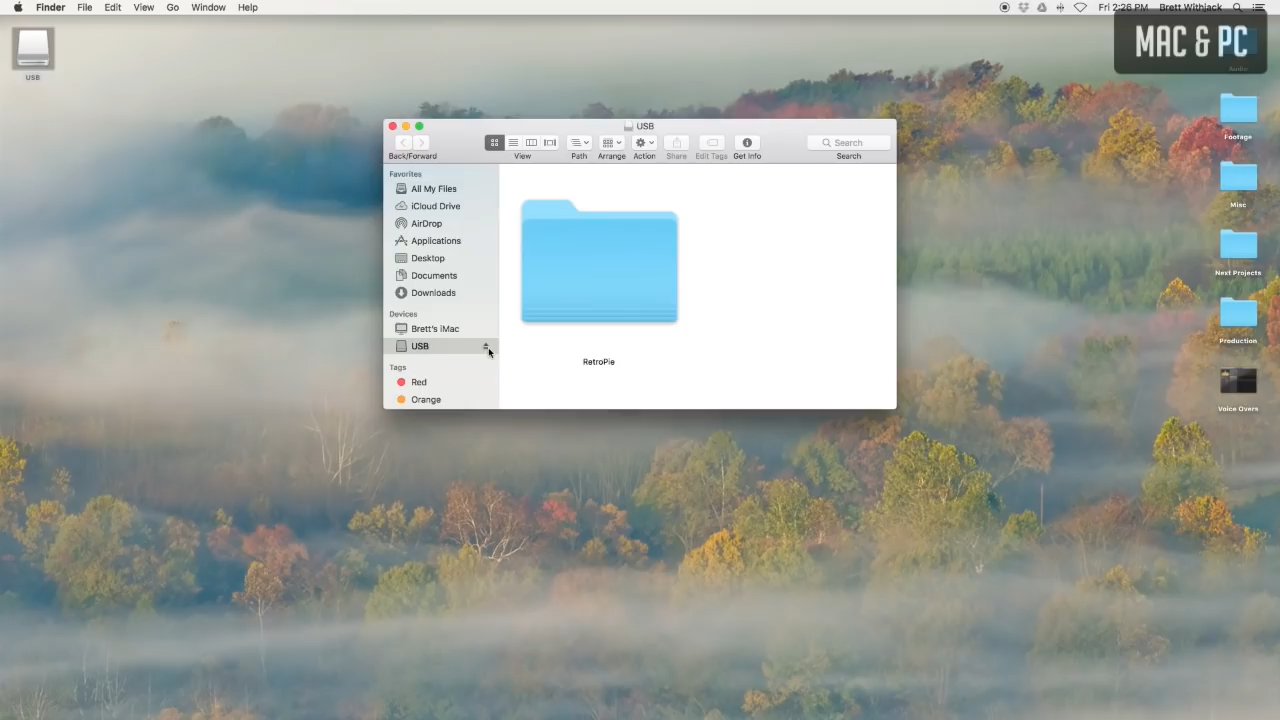 Finder File Edit View Go Window Help
Fri 2:26 PM Brett Withjack
MAC & PC
USB
Audio
Footage
Misc
Next Projects
Production
Voice Overs
USB
Search
Back/Forward View Path Arrange Action Share Edit Tags Get Info Search
Favorites
All My Files
iCloud Drive
AirDrop
Applications
Desktop
Documents
Downloads
Devices
Brett's iMac
USB
Tags
Red
Orange
RetroPie